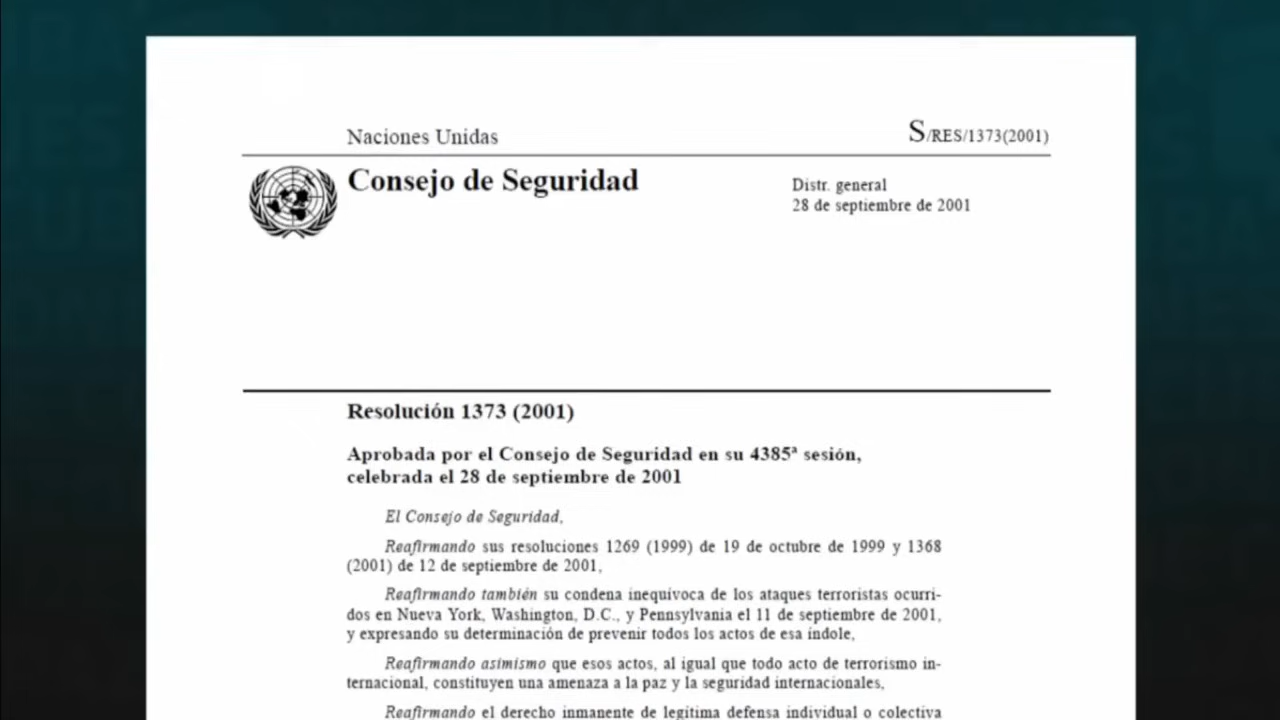 Naciones Unidas
S/RES/1373(2001)
Consejo de Seguridad
Distr. general
28 de septiembre de 2001
Resolución 1373 (2001)
Aprobada por el Consejo de Seguridad en su 4385ª sesión,
celebrada el 28 de septiembre de 2001
El Consejo de Seguridad,
Reafirmando sus resoluciones 1269 (1999) de 19 de octubre de 1999 y 1368
(2001) de 12 de septiembre de 2001,
Reafirmando también su condena inequívoca de los ataques terroristas ocurri-
dos en Nueva York, Washington, D.C., y Pennsylvania el 11 de septiembre de 2001,
y expresando su determinación de prevenir todos los actos de esa índole,
Reafirmando asimismo que esos actos, al igual que todo acto de terrorismo in-
ternacional, constituyen una amenaza a la paz y la seguridad internacionales,
Reafirmando el derecho inmanente de legítima defensa individual o colectiva